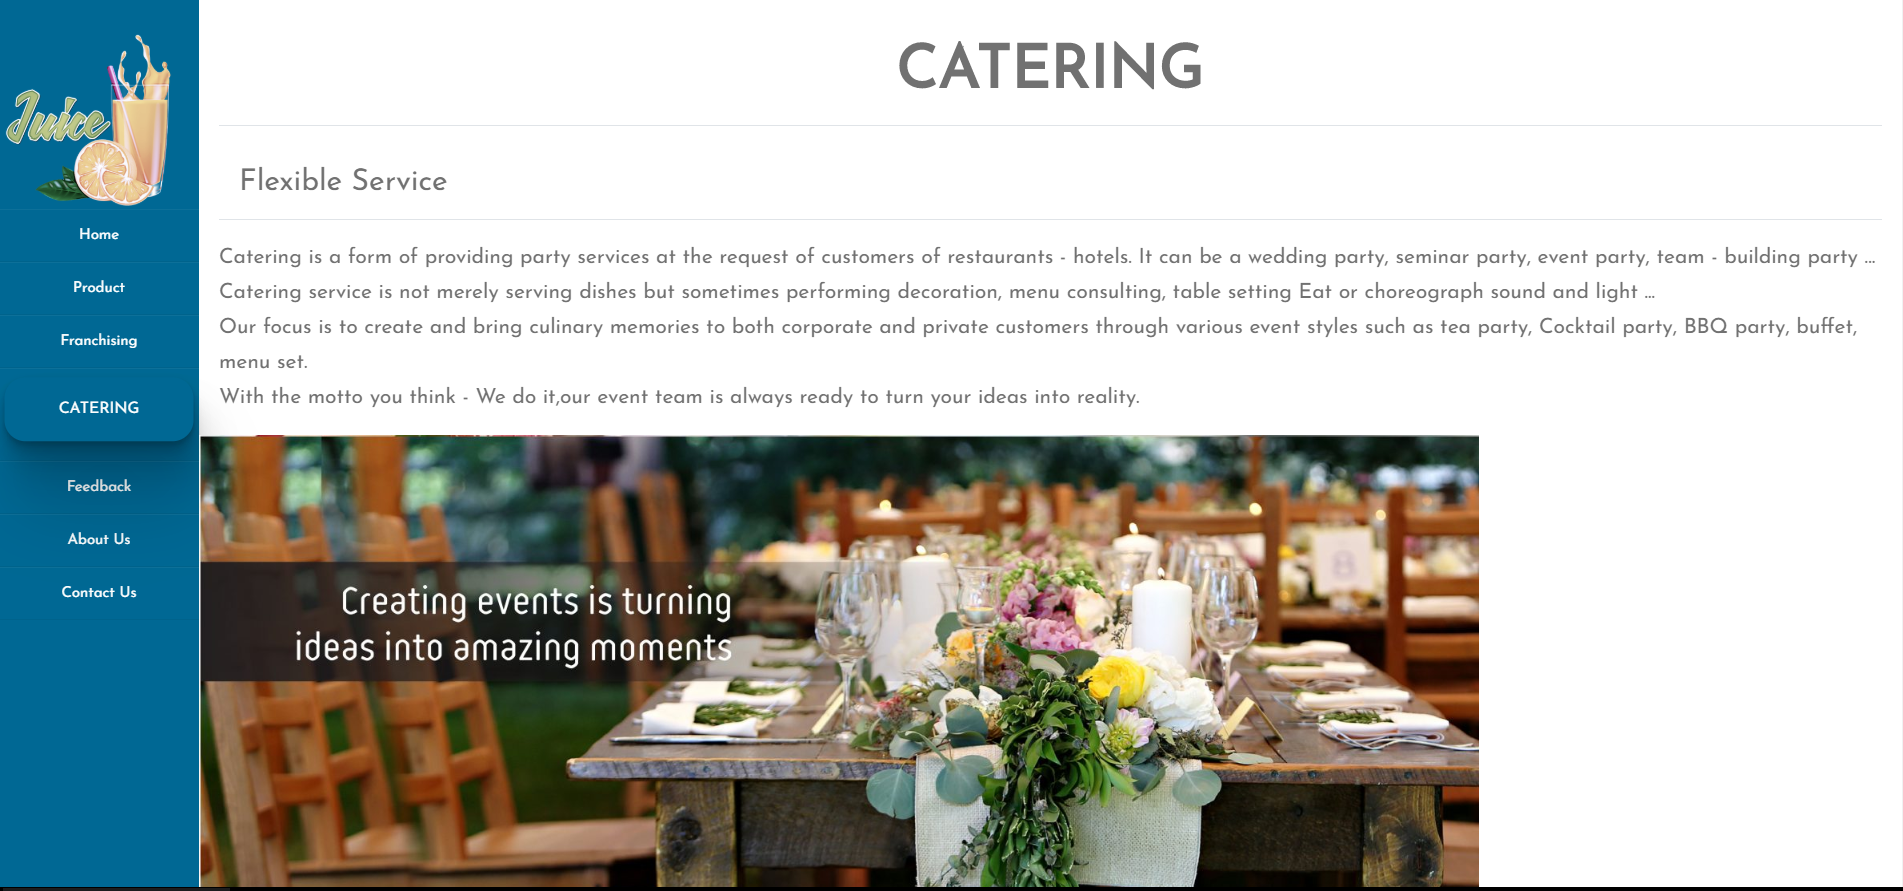 Juice
Home
Product
Franchising
CATERING
Feedback
About Us
Contact Us
CATERING
Flexible Service
Catering is a form of providing party services at the request of customers of restaurants - hotels. It can be a wedding party, seminar party, event party, team - building party ...
Catering service is not merely serving dishes but sometimes performing decoration, menu consulting, table setting Eat or choreograph sound and light ...
Our focus is to create and bring culinary memories to both corporate and private customers through various event styles such as tea party, Cocktail party, BBQ party, buffet,
menu set.
With the motto you think - We do it,our event team is always ready to turn your ideas into reality.
Creating events is turning
ideas into amazing moments
8